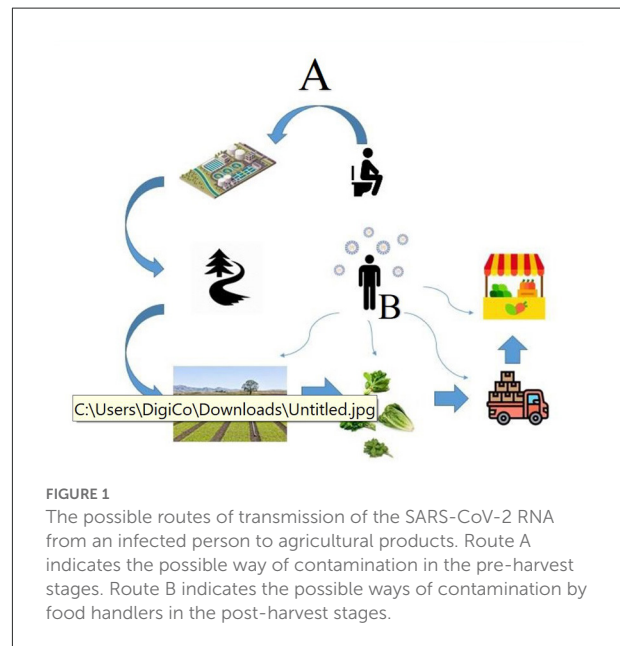 A
B
C:\Users\DigiCo\Downloads\Untitled.jpg
FIGURE 1
The possible routes of transmission of the SARS-CoV-2 RNA
from an infected person to agricultural products. Route A
indicates the possible way of contamination in the pre-harvest
stages. Route B indicates the possible ways of contamination by
food handlers in the post-harvest stages.